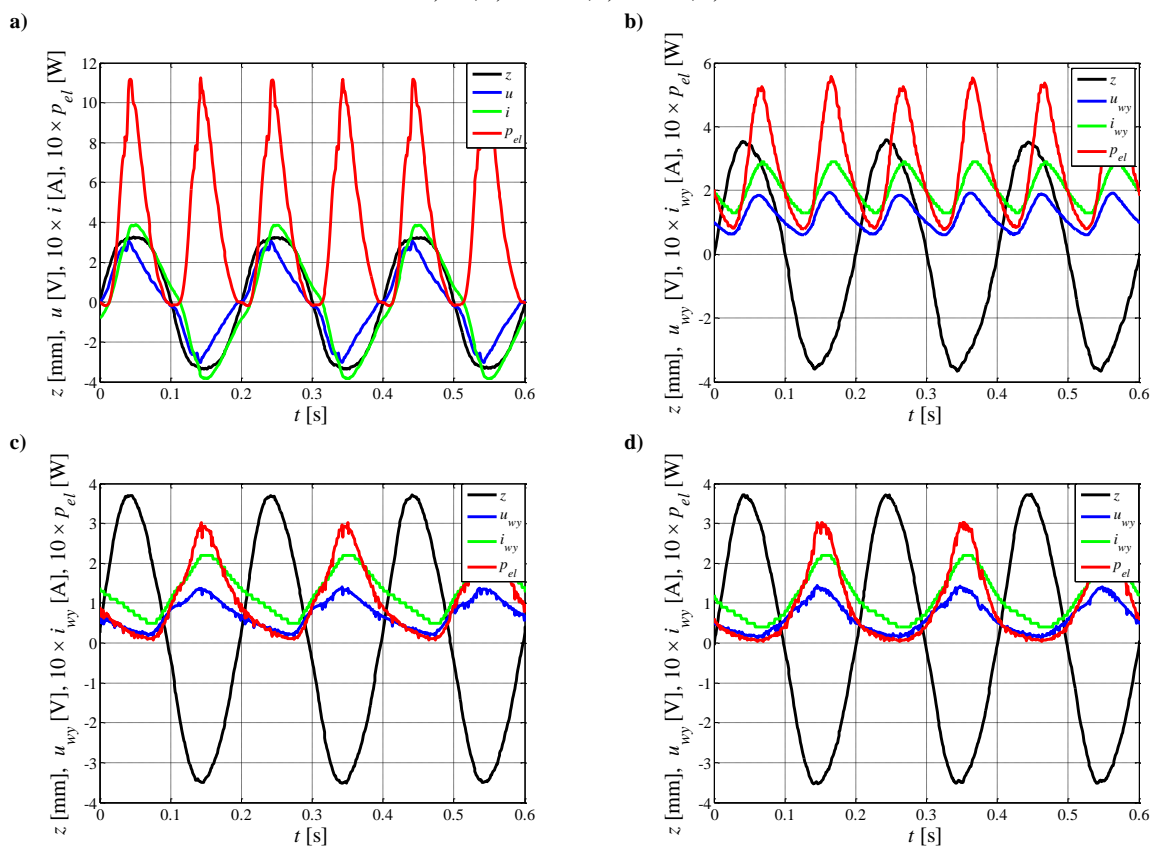 a)
z [mm], u [V], 10 × i [A], 10 × p_el [W]
12
10
8
6
4
2
0
-2
-4
0 0.1 0.2 0.3 0.4 0.5 0.6
t [s]
z
u
i
p_el
b)
z [mm], u_wy [V], 10 × i_wy [A], 10 × p_el [W]
6
4
2
0
-2
-4
0 0.1 0.2 0.3 0.4 0.5 0.6
t [s]
z
u_wy
i_wy
p_el
c)
z [mm], u_wy [V], 10 × i_wy [A], 10 × p_el [W]
4
3
2
1
0
-1
-2
-3
-4
0 0.1 0.2 0.3 0.4 0.5 0.6
t [s]
z
u_wy
i_wy
p_el
d)
z [mm], u_wy [V], 10 × i_wy [A], 10 × p_el [W]
4
3
2
1
0
-1
-2
-3
-4
0 0.1 0.2 0.3 0.4 0.5 0.6
t [s]
z
u_wy
i_wy
p_el